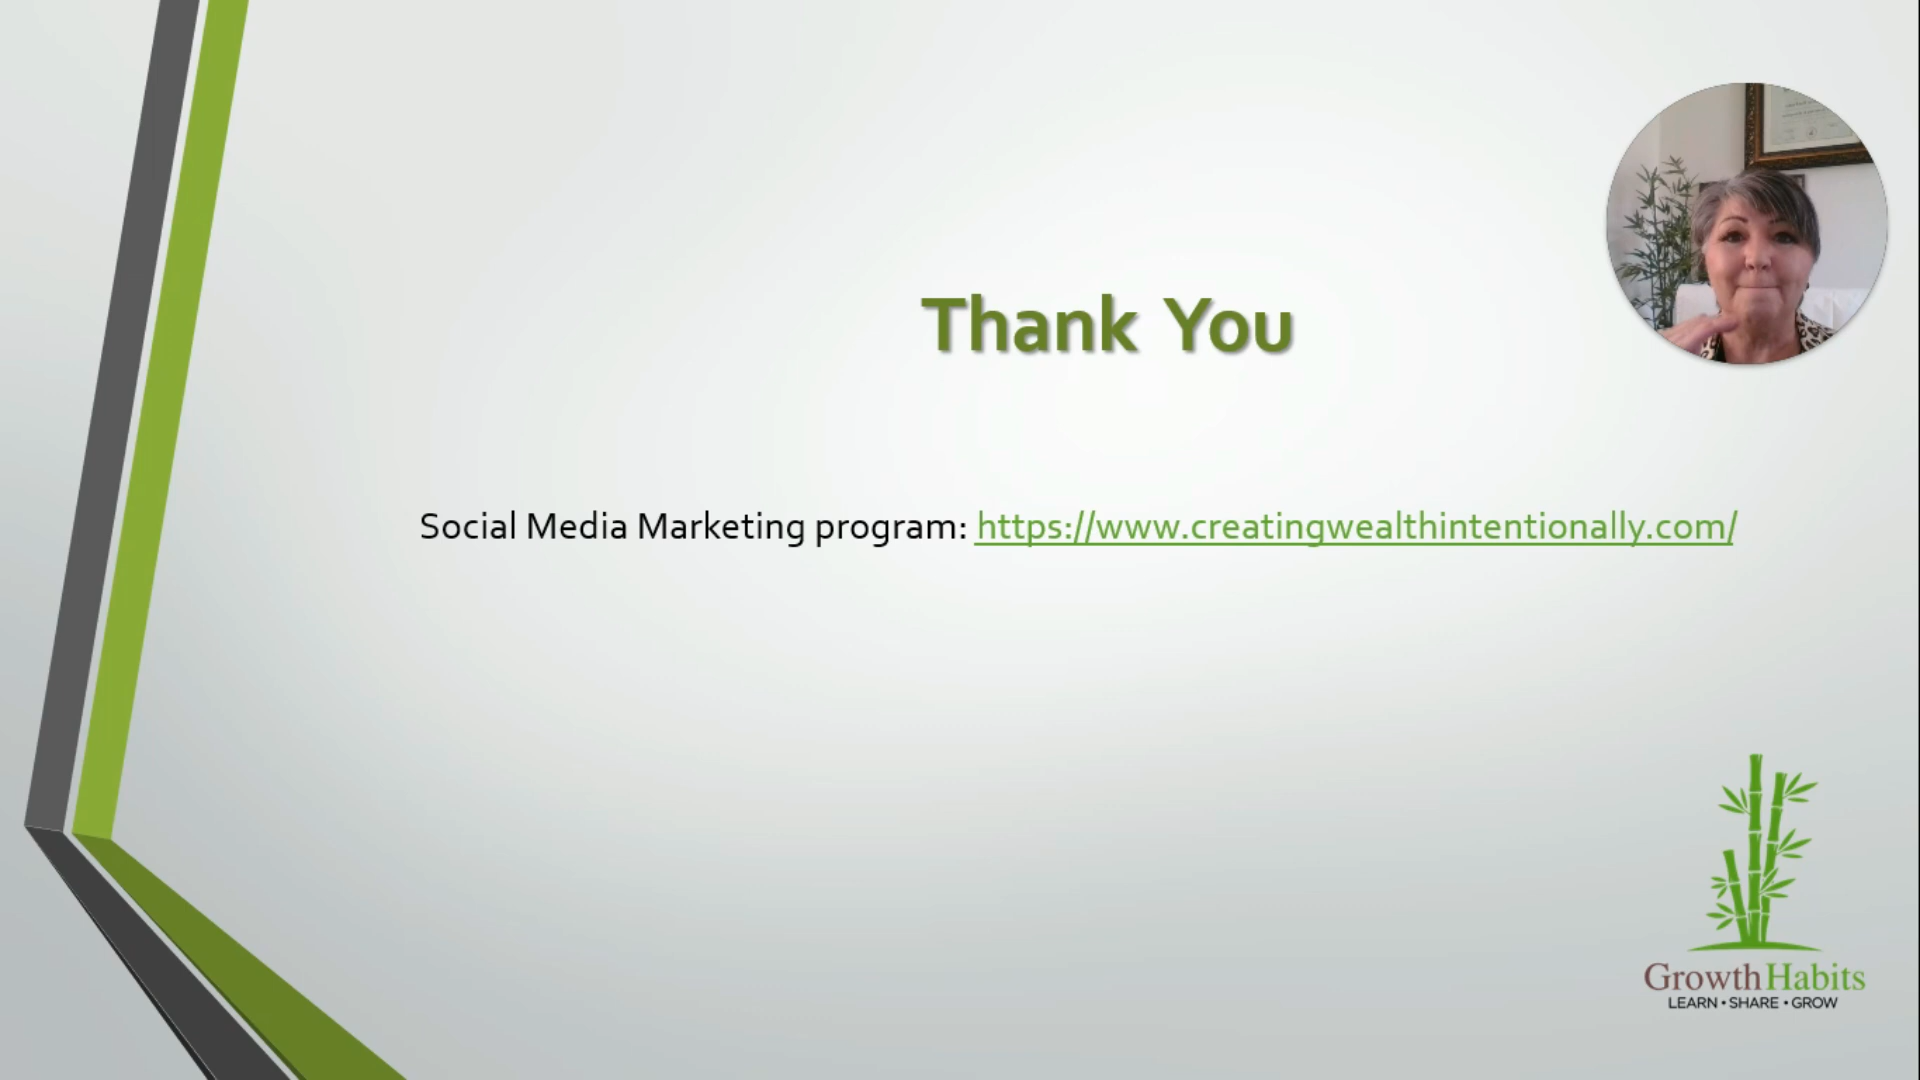 Thank You
Social Media Marketing program: https://www.creatingwealthintentionally.com/
GrowthHabits
LEARN • SHARE • GROW